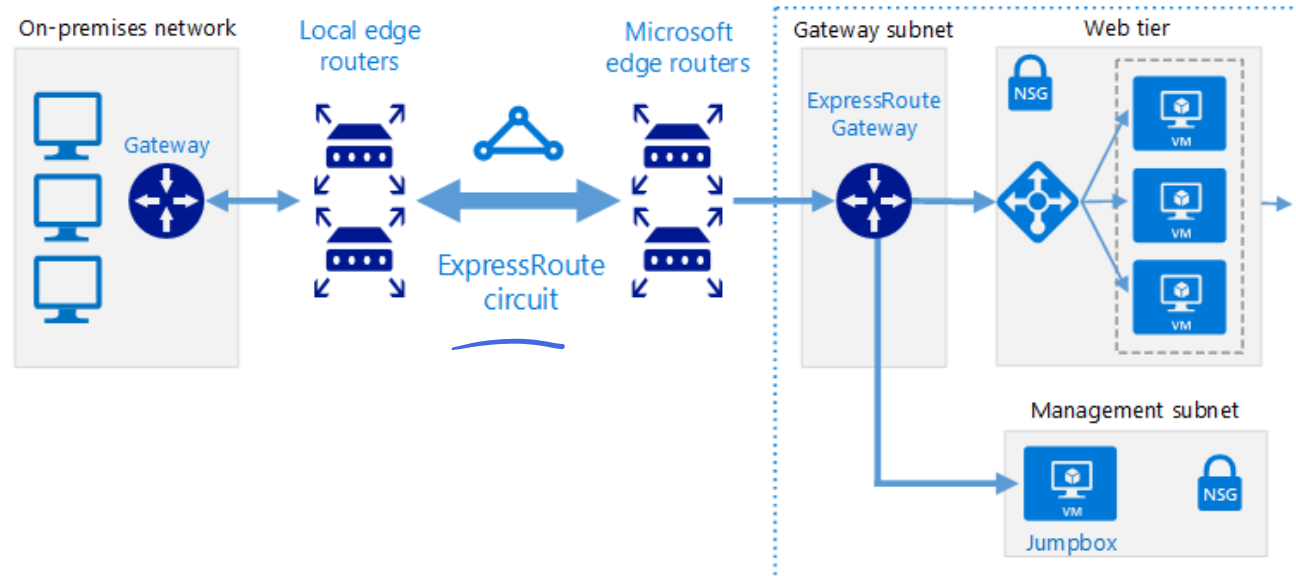 On-premises network
Gateway
Local edge
routers
ExpressRoute
circuit
Microsoft
edge routers
Gateway subnet
ExpressRoute
Gateway
Web tier
NSG
VM
VM
VM
Management subnet
VM
Jumpbox
NSG